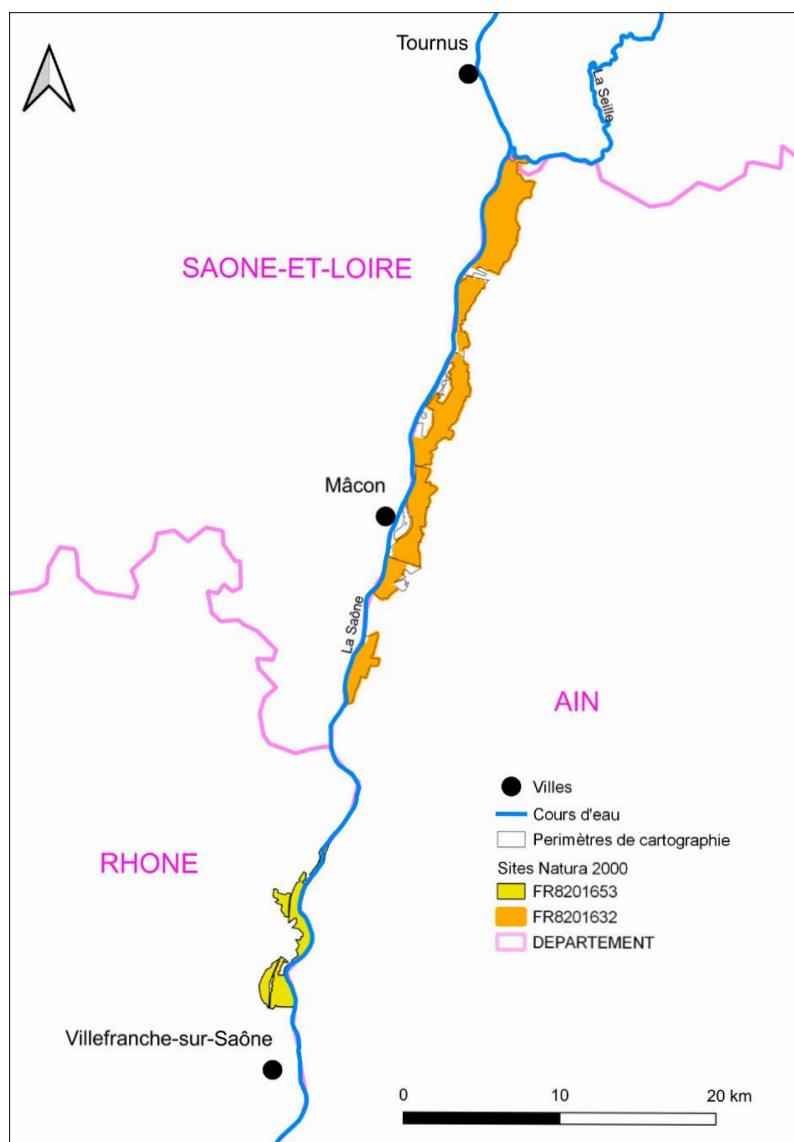 Tournus
La Seille
SAONE-ET-LOIRE
Mâcon
La Saône
AIN
Villes
Cours d'eau
Perimètres de cartographie
Sites Natura 2000
FR8201653
FR8201632
DEPARTEMENT
RHONE
Villefranche-sur-Saône
0 10 20 km